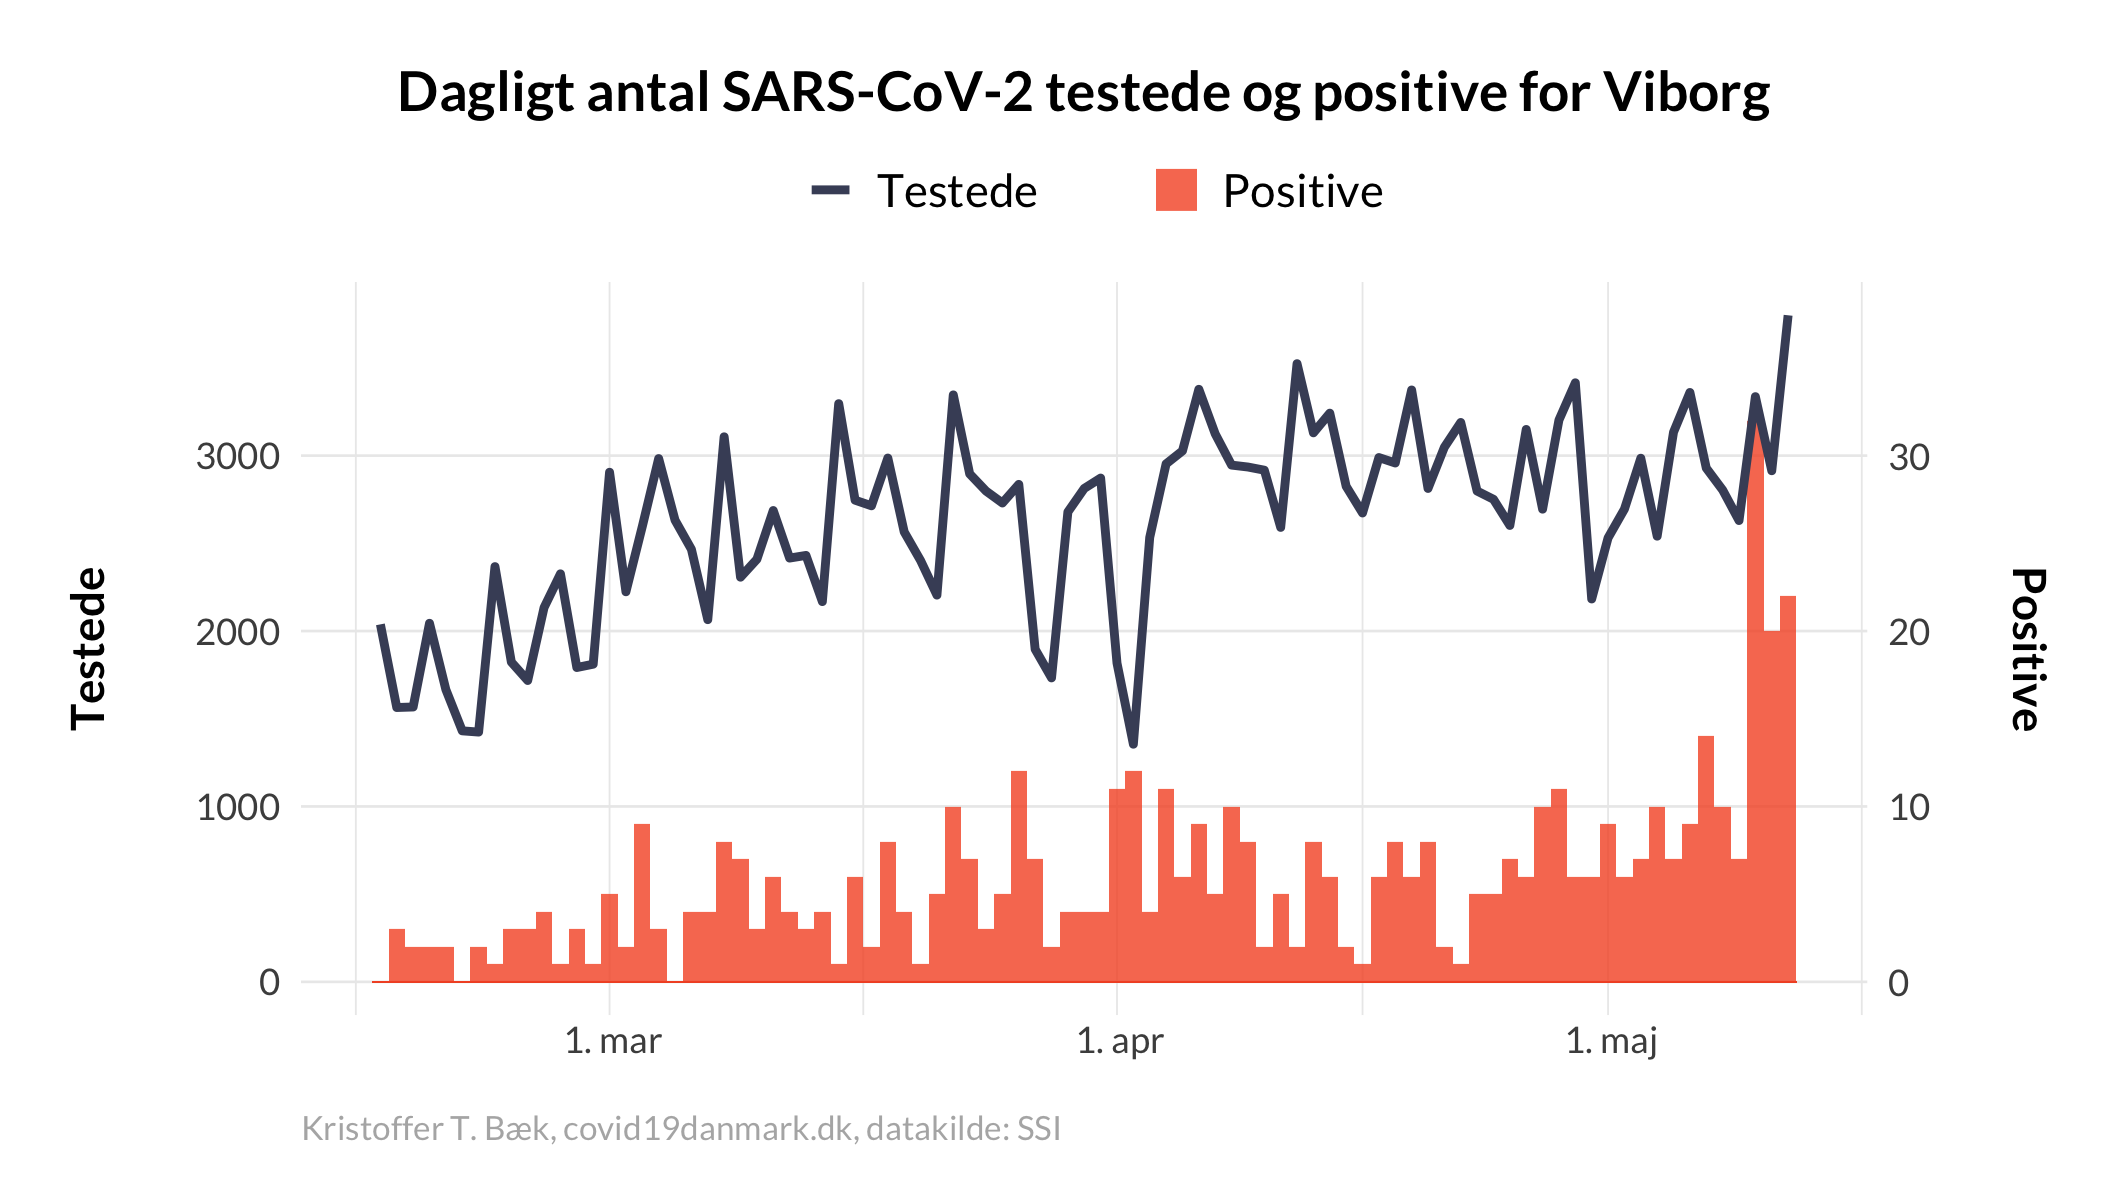 Dagligt antal SARS-CoV-2 testede og positive for Viborg
Testede Positive
3000 30
2000 20
1000 10
0 0
Testede
Positive
1. mar 1. apr 1. maj
Kristoffer T. Bæk, covid19danmark.dk, datakilde: SSI